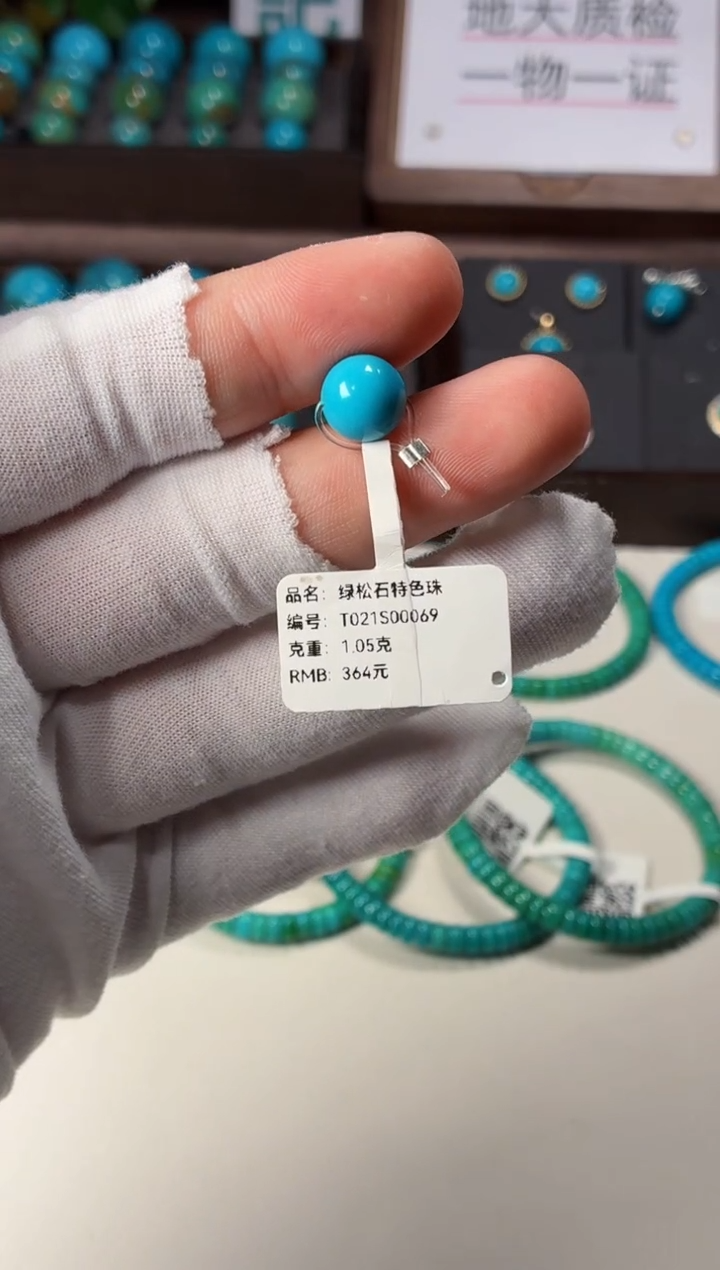 记
地大质检
一物一证
品名: 绿松石特色珠
编号: T021S00069
克重: 1.05克
RMB: 364元